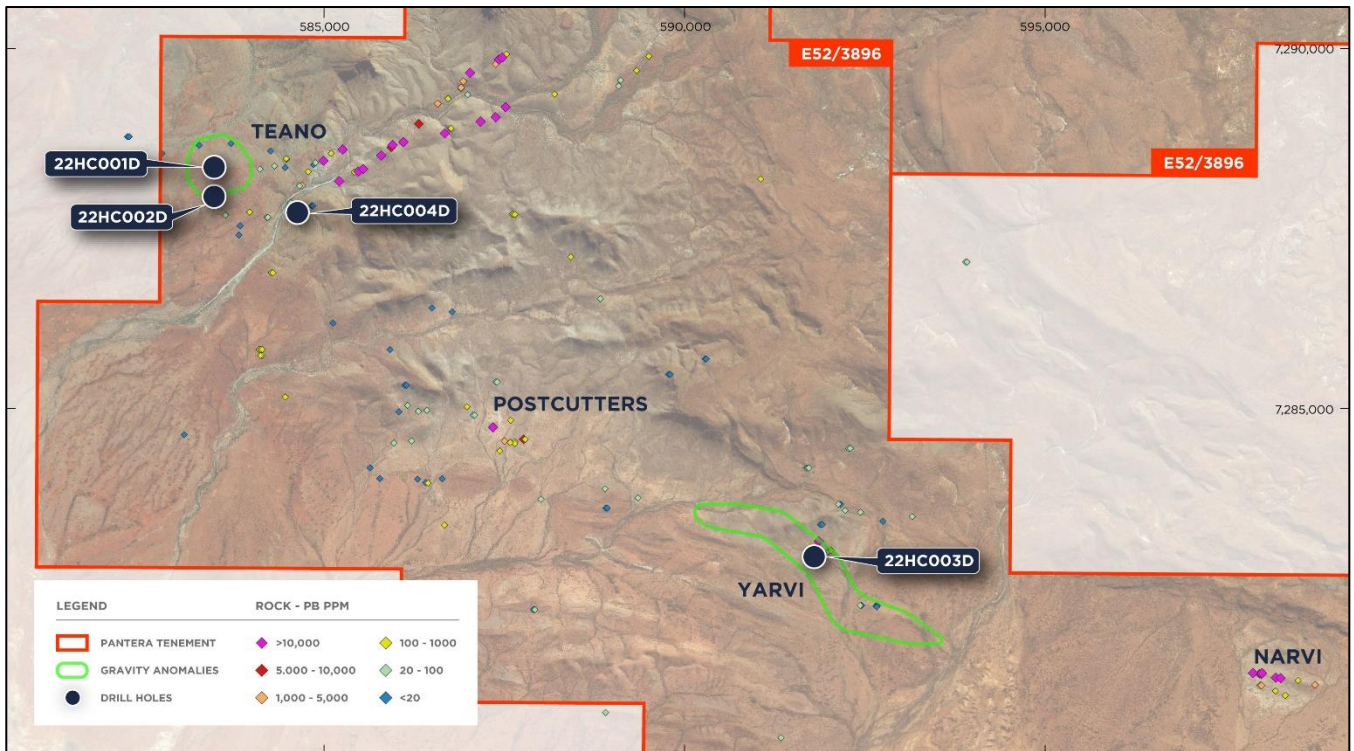 585,000
590,000
595,000
7,290,000
E52/3896
TEANO
22HC001D
E52/3896
22HC002D
22HC004D
POSTCUTTERS
7,285,000
22HC003D
YARVI
NARVI
LEGEND
ROCK - PB PPM
PANTERA TENEMENT
>10,000
100 - 1000
GRAVITY ANOMALIES
5.000 - 10,000
20 - 100
DRILL HOLES
1,000 - 5,000
<20